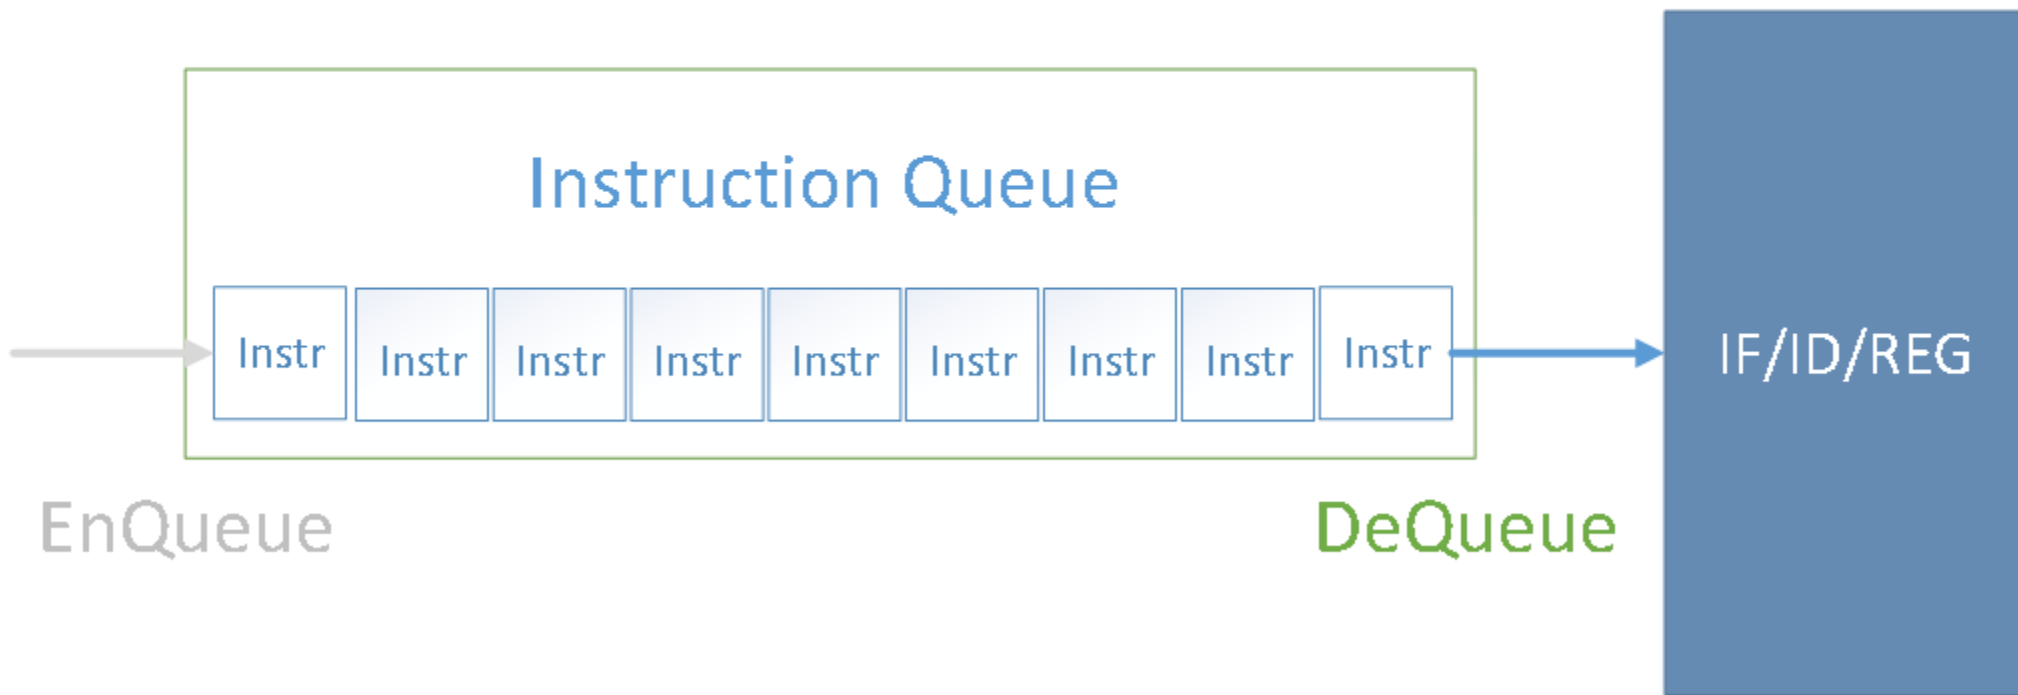 Instruction Queue
Instr Instr Instr Instr Instr Instr Instr Instr Instr
IF/ID/REG
EnQueue
DeQueue